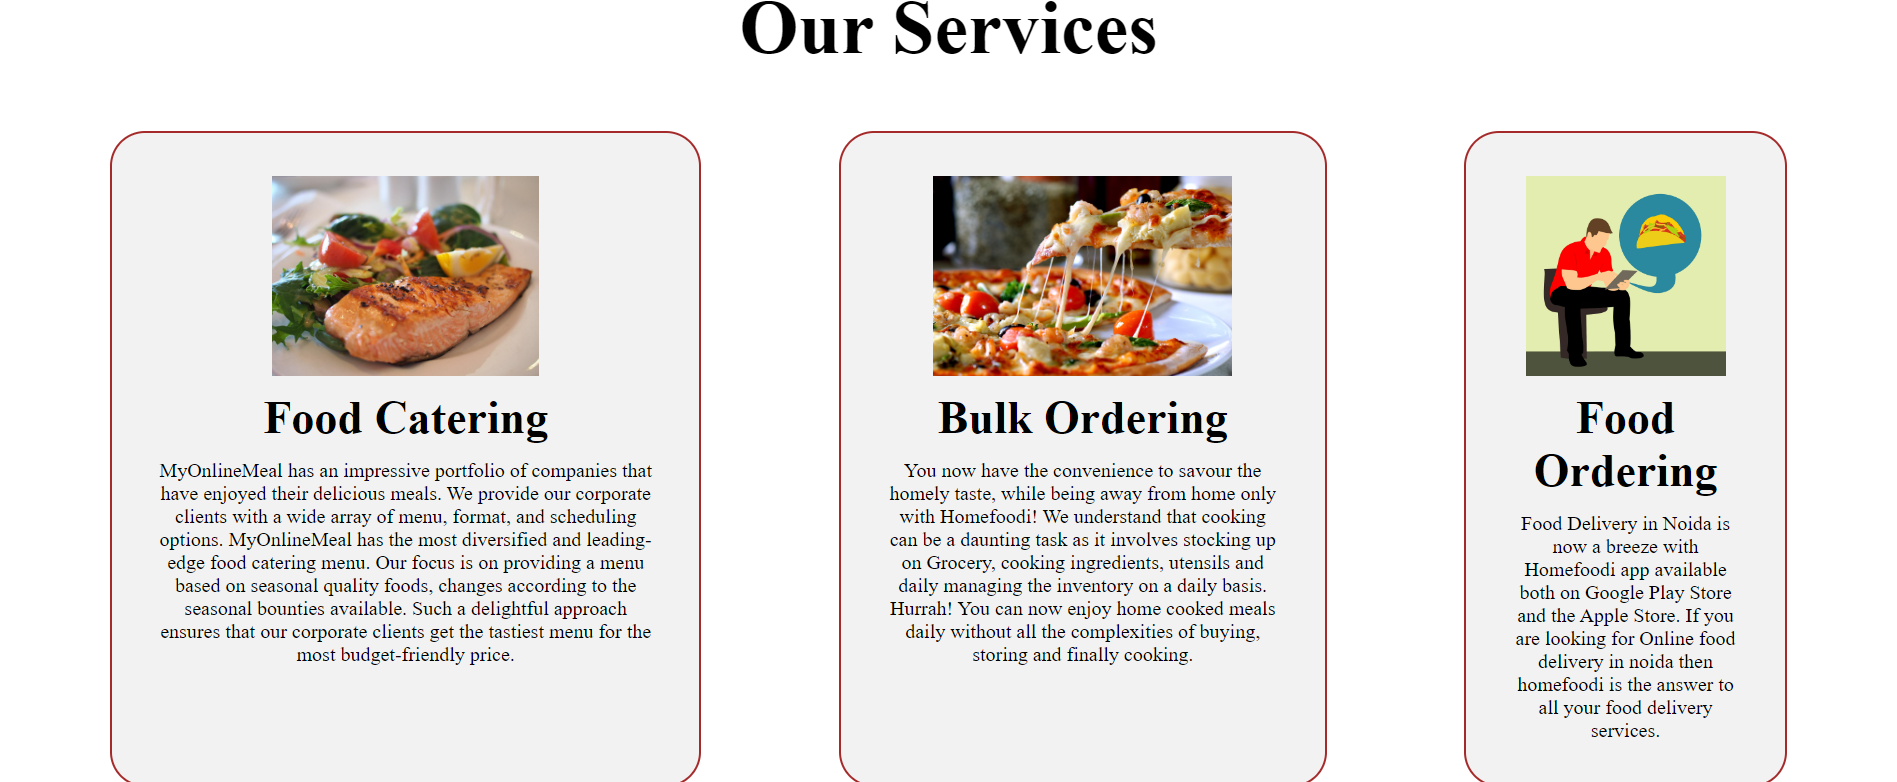 Our Services
Food Catering
MyOnlineMeal has an impressive portfolio of companies that
have enjoyed their delicious meals. We provide our corporate
clients with a wide array of menu, format, and scheduling
options. MyOnlineMeal has the most diversified and leading-
edge food catering menu. Our focus is on providing a menu
based on seasonal quality foods, changes according to the
seasonal bounties available. Such a delightful approach
ensures that our corporate clients get the tastiest menu for the
most budget-friendly price.
Bulk Ordering
You now have the convenience to savour the
homely taste, while being away from home only
with Homefoodi! We understand that cooking
can be a daunting task as it involves stocking up
on Grocery, cooking ingredients, utensils and
daily managing the inventory on a daily basis.
Hurrah! You can now enjoy home cooked meals
daily without all the complexities of buying,
storing and finally cooking.
Food
Ordering
Food Delivery in Noida is
now a breeze with
Homefoodi app available
both on Google Play Store
and the Apple Store. If you
are looking for Online food
delivery in noida then
homefoodi is the answer to
all your food delivery
services.